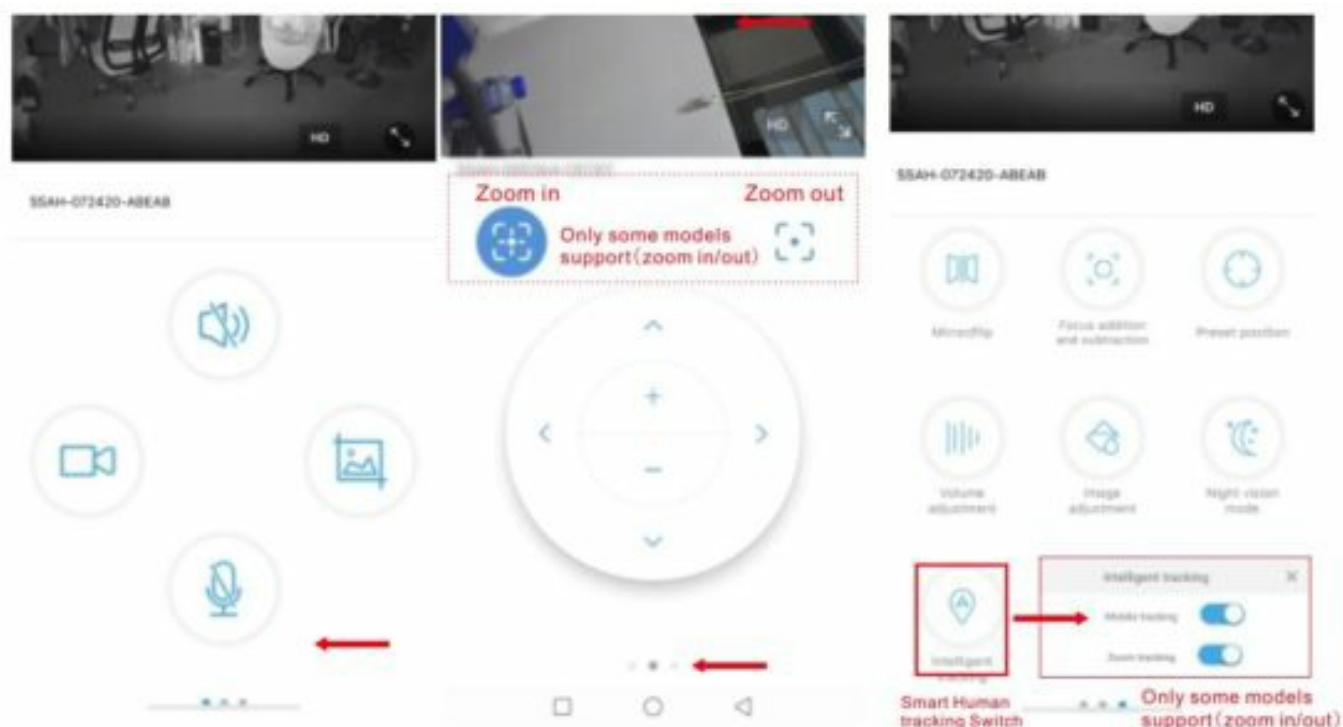 HD
SSAH-072420-ABEAB
HD
Zoom in
Zoom out
Only some models
support(zoom in/out)
HD
SSAH-072420-ABEAB
Mirrorflip
Focus addition
and subtraction
Preset position
Volume
adjustment
Image
adjustment
Night vision
mode
Intelligent
tracking
Smart Human
tracking Switch
Intelligent tracking
Mobile tracking
Zoom tracking
Only some models
support(zoom in/out)